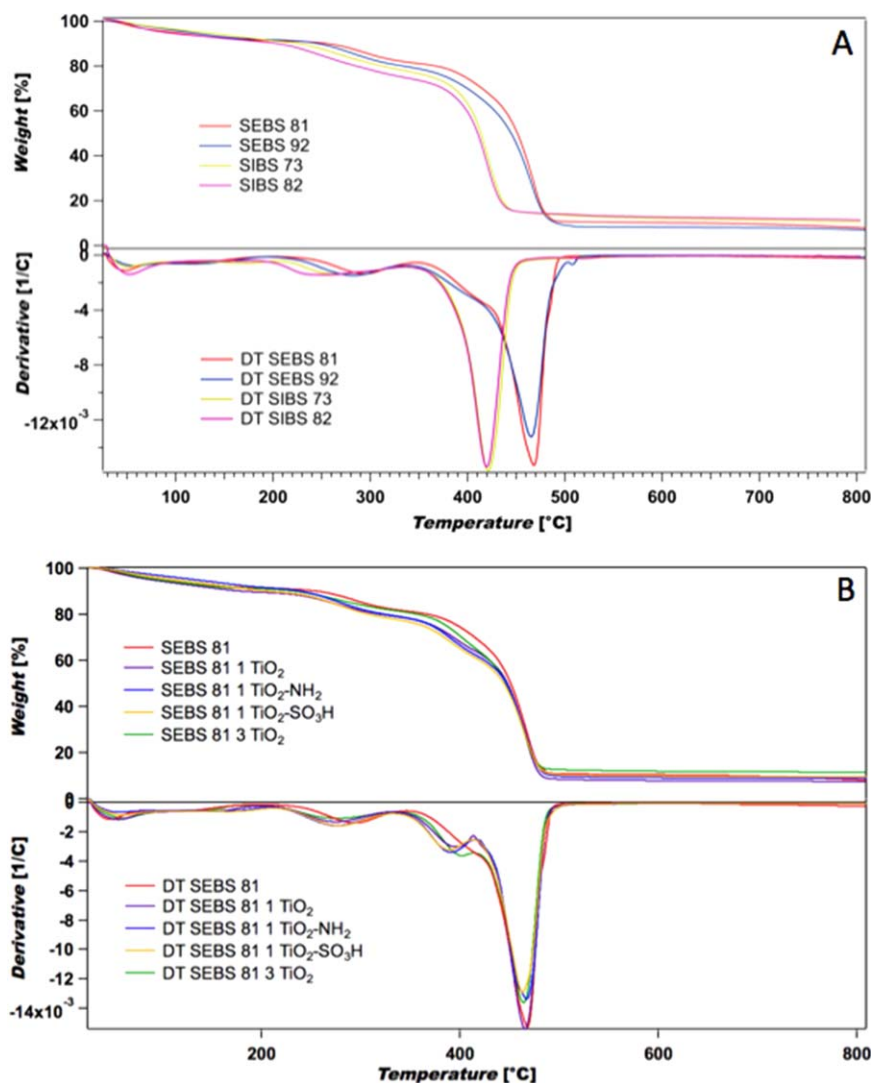 A
100
80
60
40
20
0
Weight [%]
SEBS 81
SEBS 92
SIBS 73
SIBS 82
0
-4
-8
-12x10-3
Derivative [1/C]
DT SEBS 81
DT SEBS 92
DT SIBS 73
DT SIBS 82
100 200 300 400 500 600 700 800
Temperature [°C]
B
100
80
60
40
20
0
Weight [%]
SEBS 81
SEBS 81 1 TiO2
SEBS 81 1 TiO2-NH2
SEBS 81 1 TiO2-SO3H
SEBS 81 3 TiO2
0
-2
-4
-6
-8
-10
-12
-14x10-3
Derivative [1/C]
DT SEBS 81
DT SEBS 81 1 TiO2
DT SEBS 81 1 TiO2-NH2
DT SEBS 81 1 TiO2-SO3H
DT SEBS 81 3 TiO2
200 400 600 800
Temperature [°C]